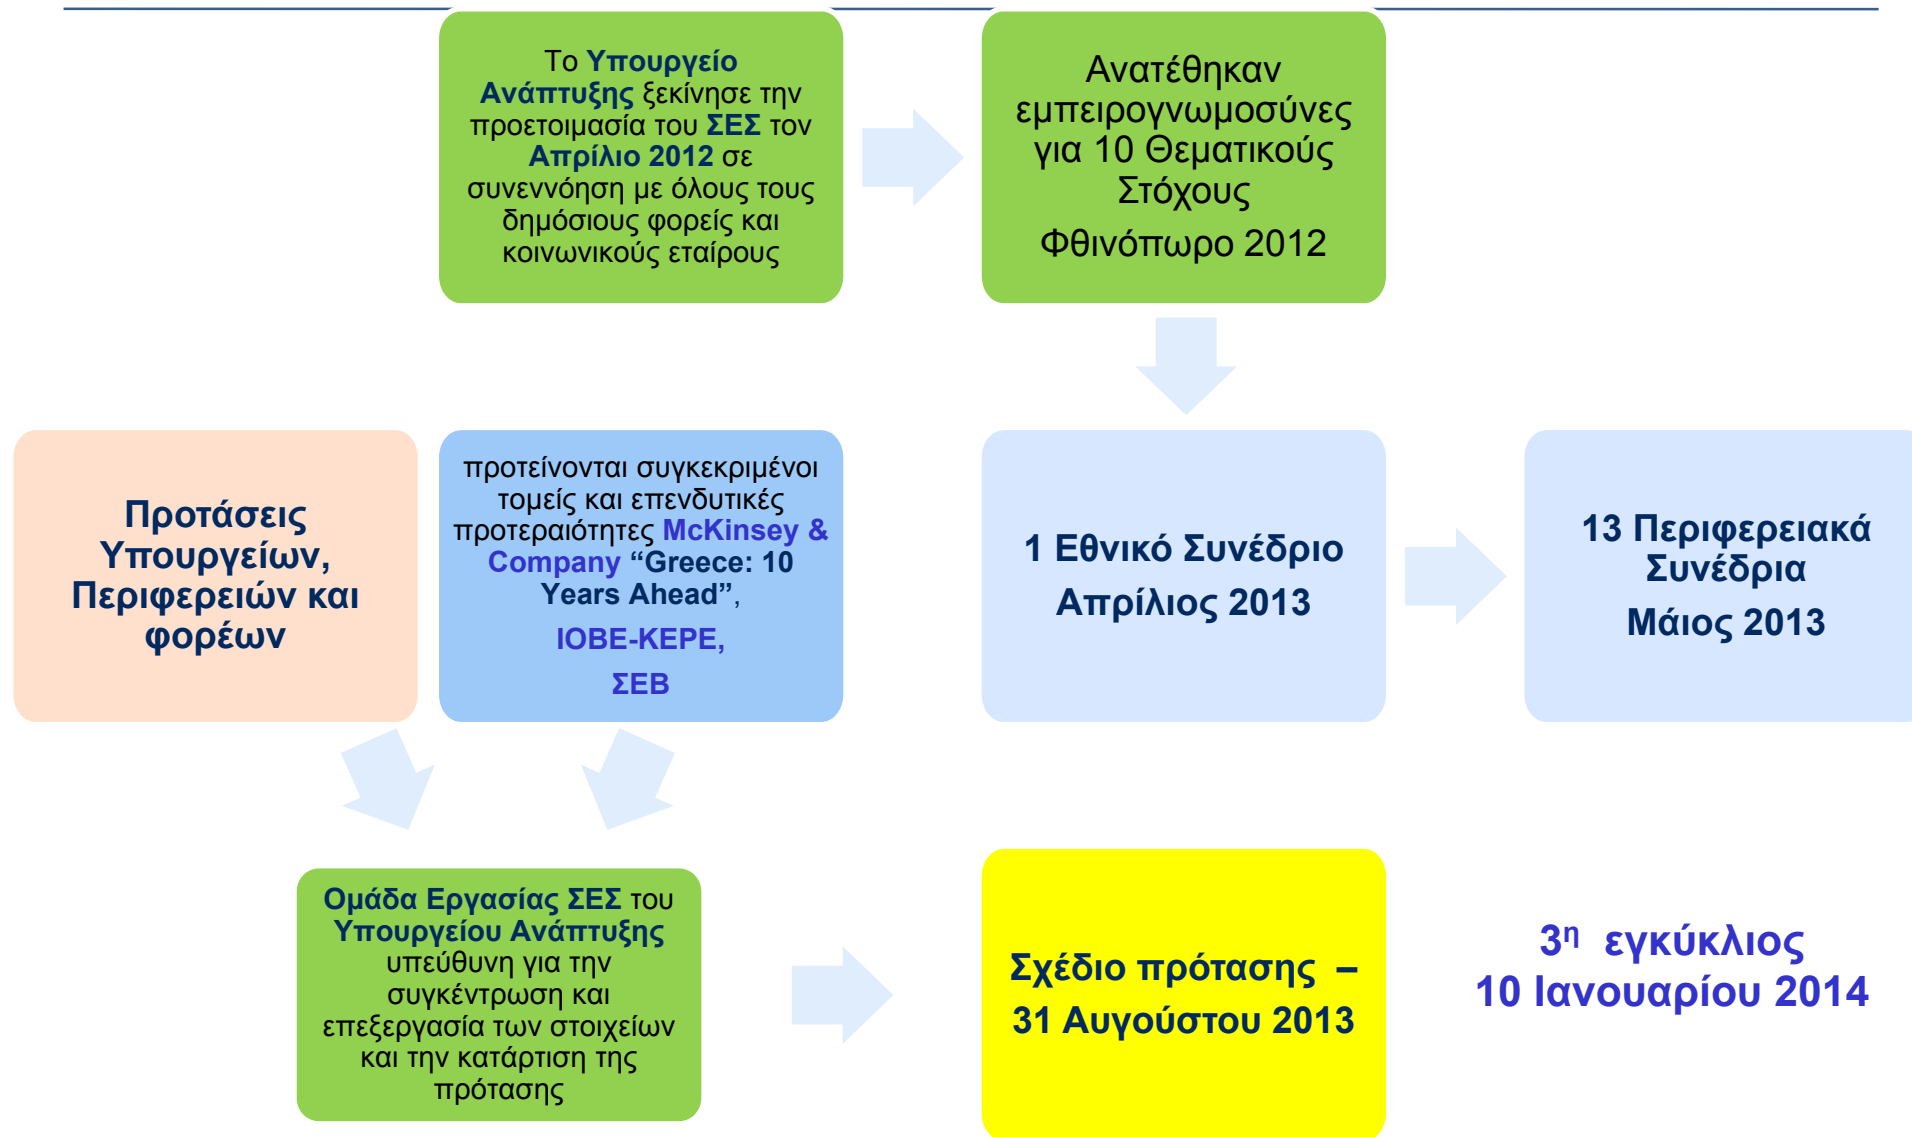 Το Υπουργείο
Ανάπτυξης ξεκίνησε την
προετοιμασία του ΣΕΣ τον
Απρίλιο 2012 σε
συνεννόηση με όλους τους
δημόσιους φορείς και
κοινωνικούς εταίρους
Ανατέθηκαν
εμπειρογνωμοσύνες
για 10 Θεματικούς
Στόχους
Φθινόπωρο 2012
Προτάσεις
Υπουργείων,
Περιφερειών και
φορέων
προτείνονται συγκεκριμένοι
τομείς και επενδυτικές
προτεραιότητες McKinsey &
Company “Greece: 10
Years Ahead”,
ΙΟΒΕ-ΚΕΡΕ,
ΣΕΒ
1 Εθνικό Συνέδριο
Απρίλιος 2013
13 Περιφερειακά
Συνέδρια
Μάιος 2013
Ομάδα Εργασίας ΣΕΣ του
Υπουργείου Ανάπτυξης
υπεύθυνη για την
συγκέντρωση και
επεξεργασία των στοιχείων
και την κατάρτιση της
πρότασης
Σχέδιο πρότασης –
31 Αυγούστου 2013
3η εγκύκλιος
10 Ιανουαρίου 2014